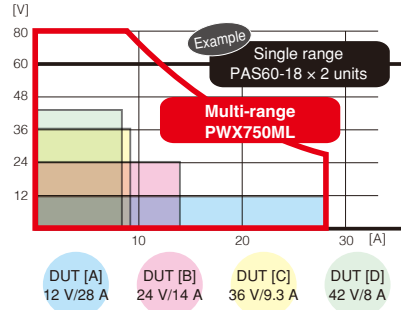 [V]
80
60
48
36
24
12
Example
Single range
PAS60-18 × 2 units
Multi-range
PWX750ML
10
20
30
[A]
DUT [A]
12 V/28 A
DUT [B]
24 V/14 A
DUT [C]
36 V/9.3 A
DUT [D]
42 V/8 A